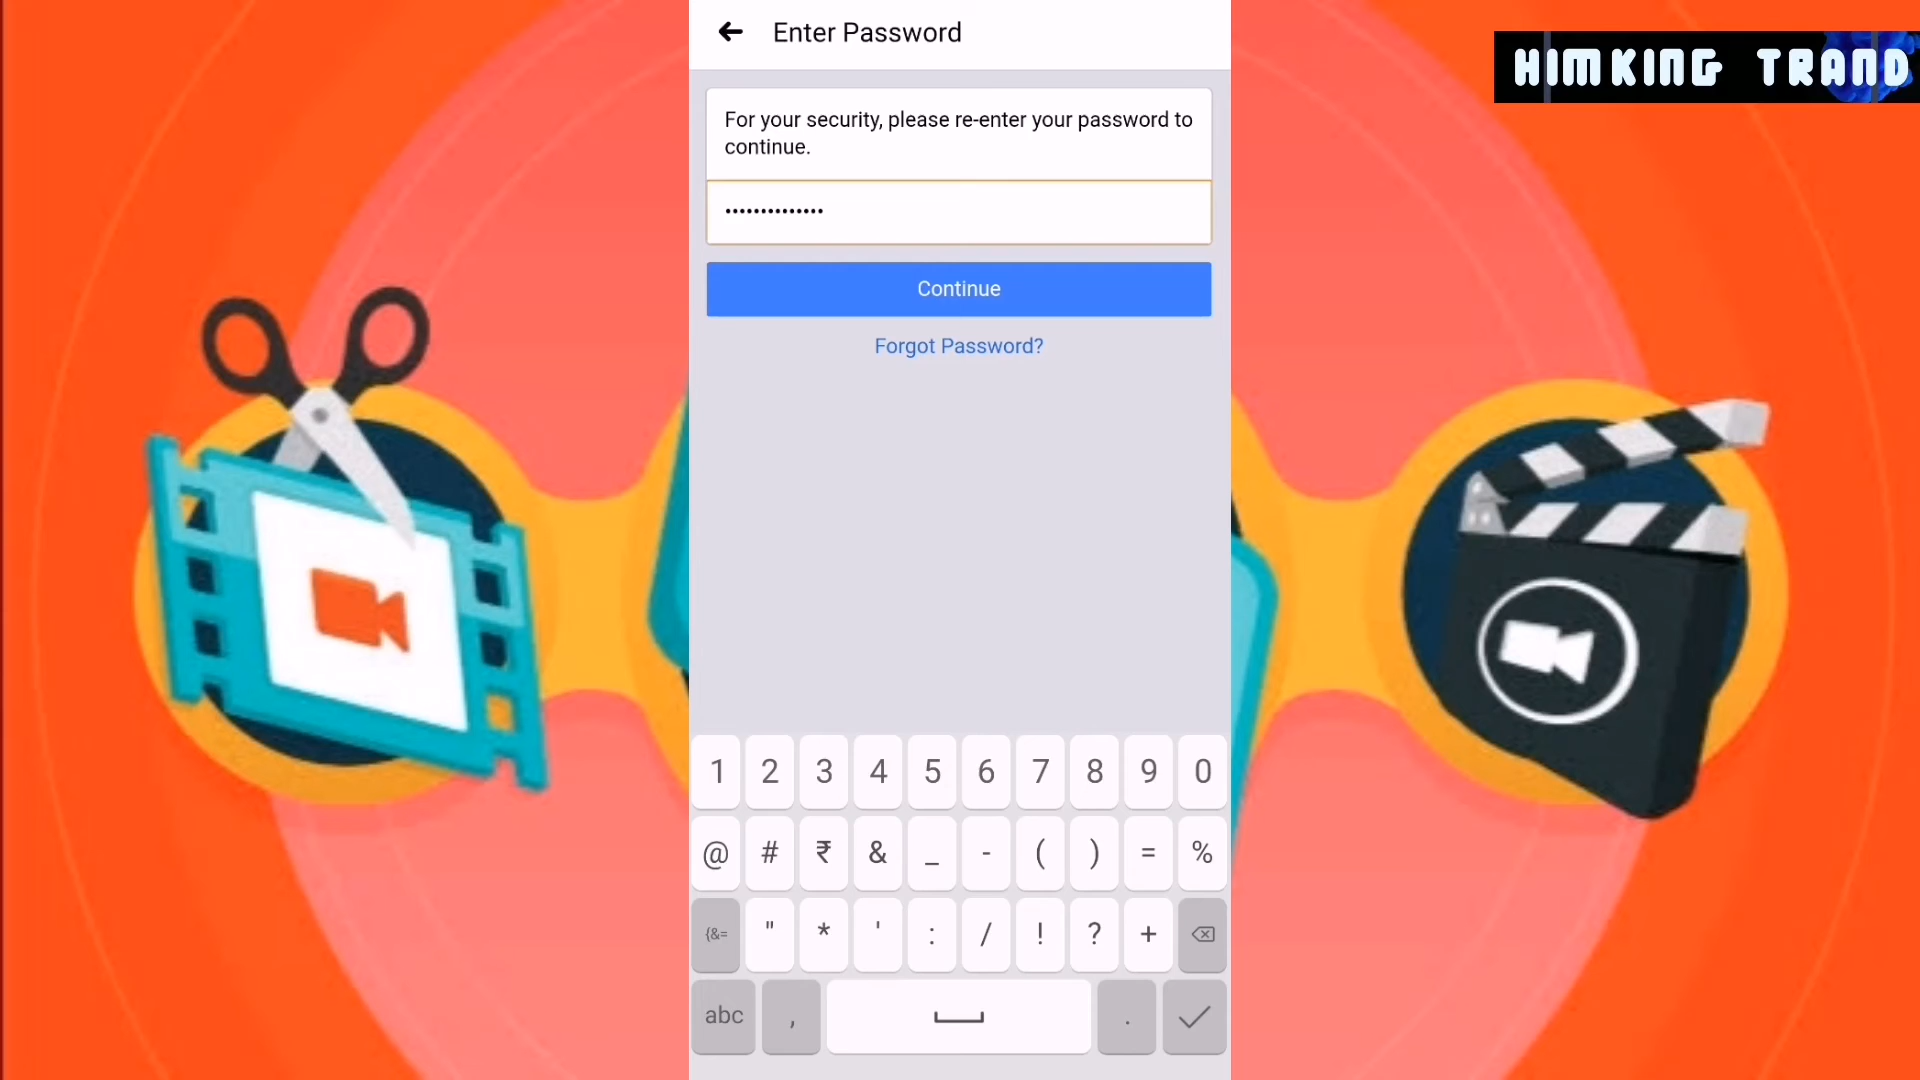 Enter Password
HIMKING TRAND
For your security, please re-enter your password to
continue.
••••••••••••••
Continue
Forgot Password?
1 2 3 4 5 6 7 8 9 0
@ # ₹ & _ - ( ) = %
{&= " * ' : / ! ? +
abc , .